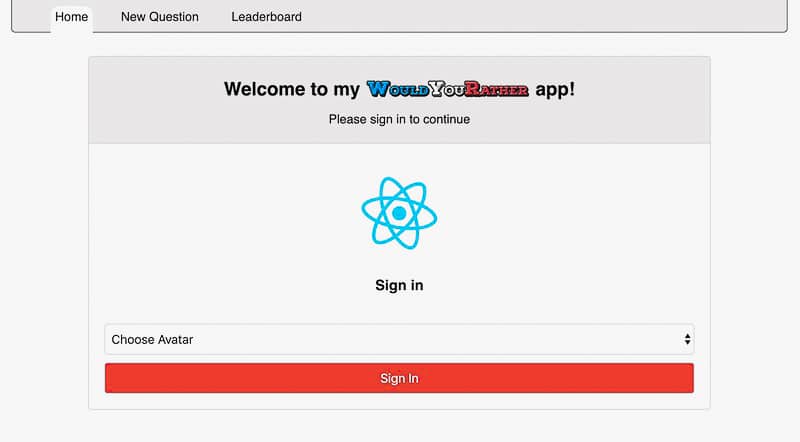 Home New Question Leaderboard
Welcome to my WouldYouRather app!
Please sign in to continue
Sign in
Choose Avatar
Sign In